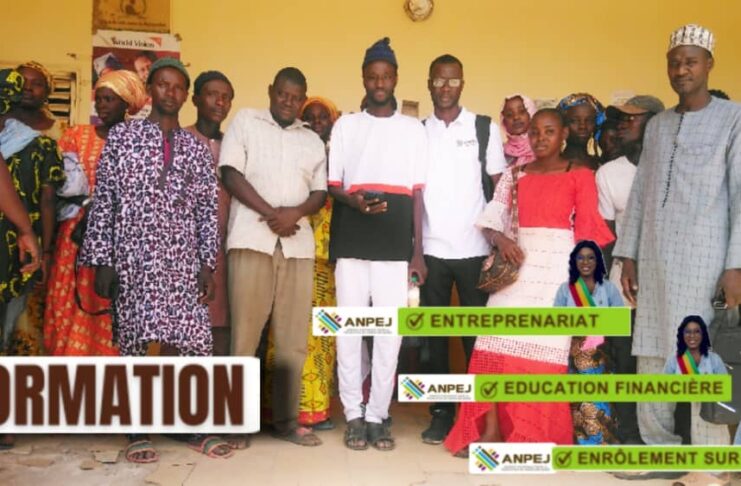 World Vision
ANPEJ
ENTREPRENARIAT
ORMATION
ANPEJ
EDUCATION FINANCIÈRE
ANPEJ
ENRÔLEMENT SUR